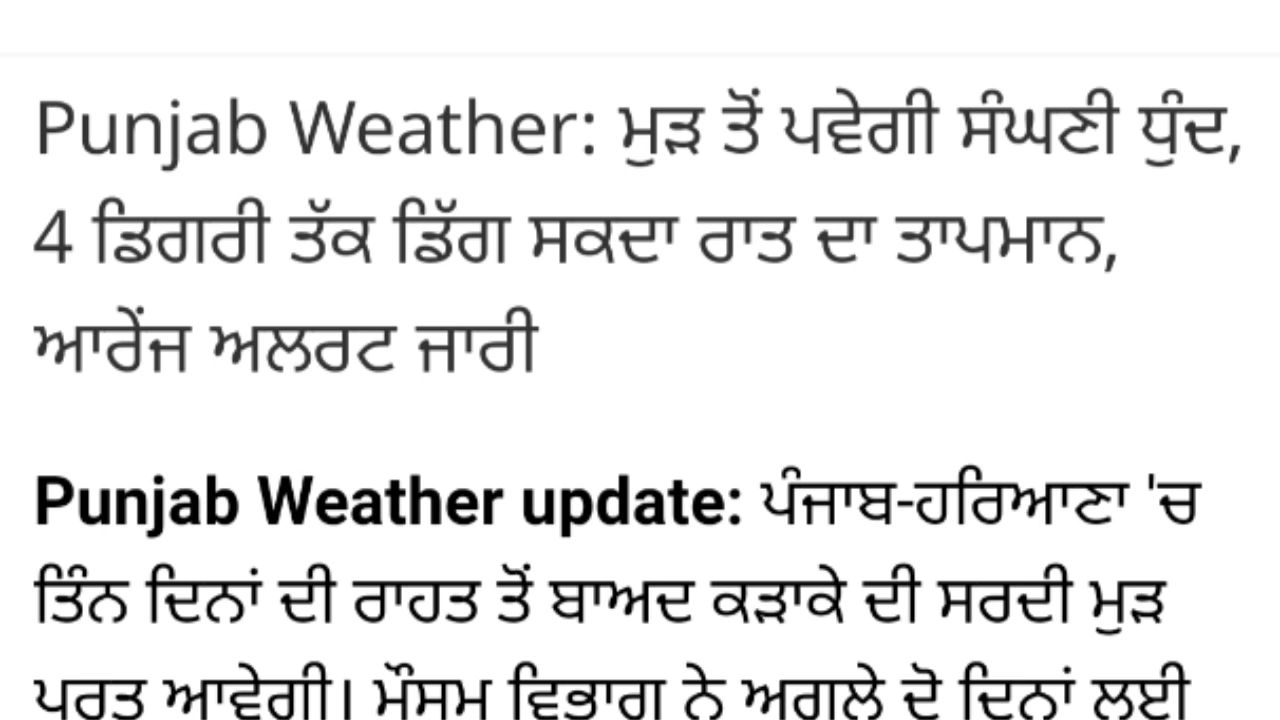 Punjab Weather: ਮੁੜ ਤੋਂ ਪਵੇਗੀ ਸੰਘਣੀ ਧੁੰਦ,
4 ਡਿਗਰੀ ਤੱਕ ਡਿੱਗ ਸਕਦਾ ਰਾਤ ਦਾ ਤਾਪਮਾਨ,
ਆਰੇਂਜ ਅਲਰਟ ਜਾਰੀ
Punjab Weather update: ਪੰਜਾਬ-ਹਰਿਆਣਾ 'ਚ
ਤਿੰਨ ਦਿਨਾਂ ਦੀ ਰਾਹਤ ਤੋਂ ਬਾਅਦ ਕੜਾਕੇ ਦੀ ਸਰਦੀ ਮੁੜ
ਪਰਤ ਆਵੇਗੀ। ਮੌਸਮ ਵਿਭਾਗ ਨੇ ਅਗਲੇ ਦੋ ਦਿਨਾਂ ਲਈ